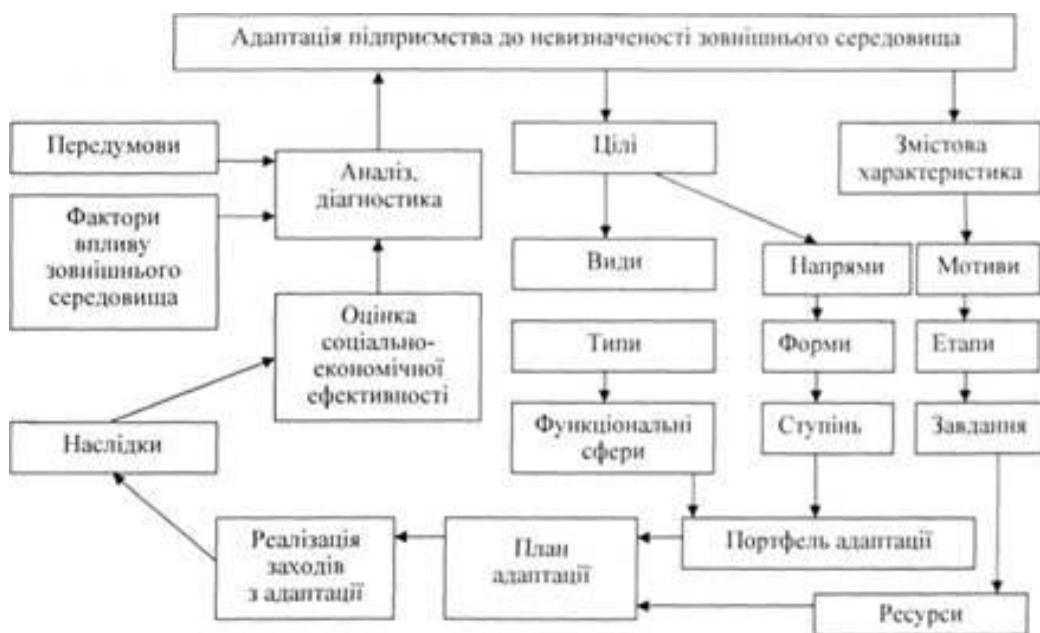 Адаптація підприємства до невизначеності зовнішнього середовища
Передумови
Аналіз,
діагностика
Цілі
Змістова
характеристика
Фактори
впливу
зовнішнього
середовища
Види
Напрями
Мотиви
Оцінка
соціально-
економічної
ефективності
Типи
Форми
Етапи
Наслідки
Функціональні
сфери
Ступінь
Завдання
Реалізація
заходів
з адаптації
План
адаптації
Портфель адаптації
Ресурси